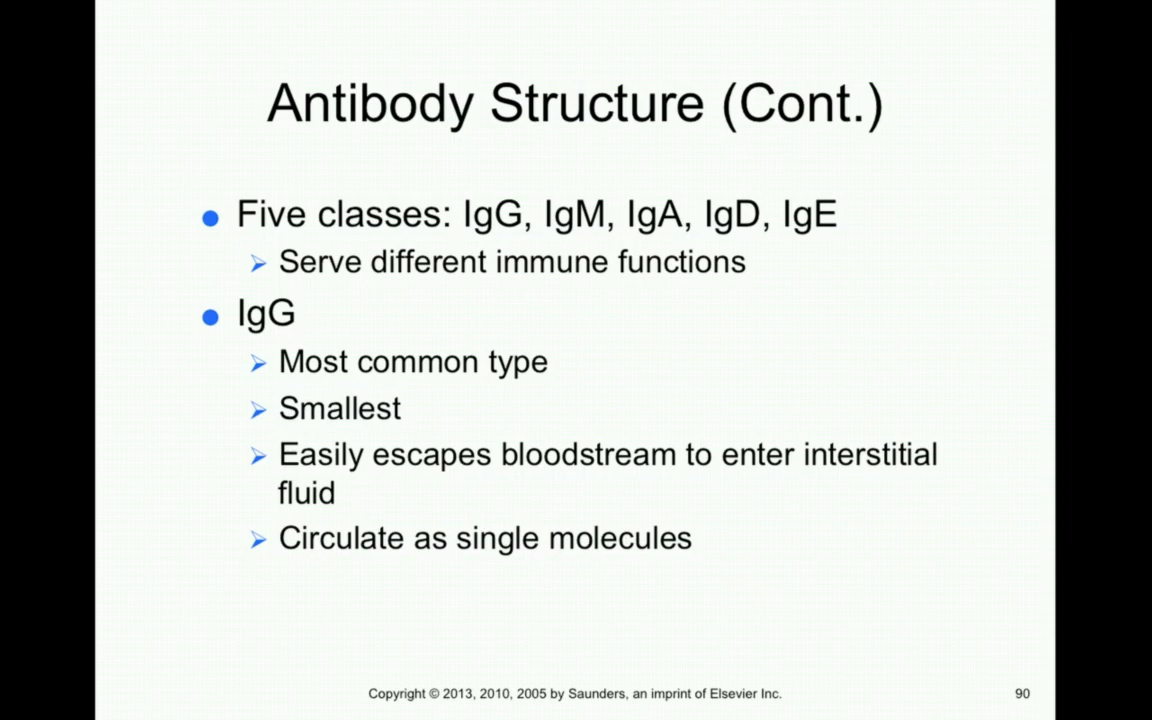 Antibody Structure (Cont.)
Five classes: IgG, IgM, IgA, IgD, IgE
Serve different immune functions
IgG
Most common type
Smallest
Easily escapes bloodstream to enter interstitial
fluid
Circulate as single molecules
Copyright © 2013, 2010, 2005 by Saunders, an imprint of Elsevier Inc.
90